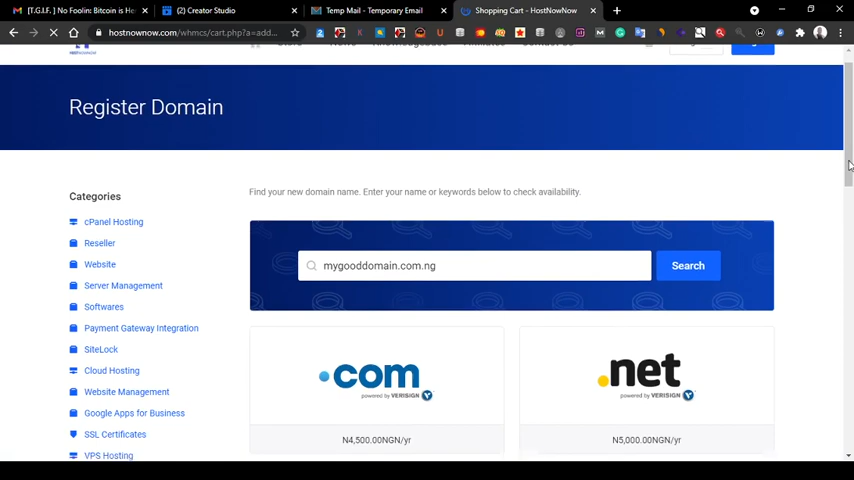 [T.G.I.F. ] No Foolin: Bitcoin is He
(2) Creator Studio
Temp Mail - Temporary Email
Shopping Cart - HostNowNow
hostnownow.com/whmcs/cart.php?a=add...
Register Domain
Categories
cPanel Hosting
Reseller
Website
Server Management
Softwares
Payment Gateway Integration
SiteLock
Cloud Hosting
Website Management
Google Apps for Business
SSL Certificates
VPS Hosting
Find your new domain name. Enter your name or keywords below to check availability.
mygooddomain.com.ng
Search
com
powered by VERISIGN
N4,500.00NGN/yr
.net
powered by VERISIGN
N5,000.00NGN/yr